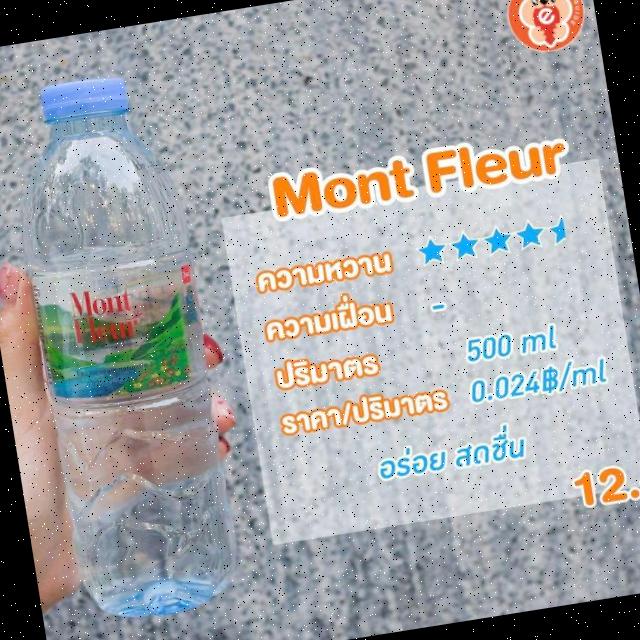 Mont Fleur
Mont
Fleur
ความหวาน
ความเฝื่อน -
ปริมาตร 500 ml
ราคา/ปริมาตร 0.024฿/ml
อร่อย สดชื่น
12.